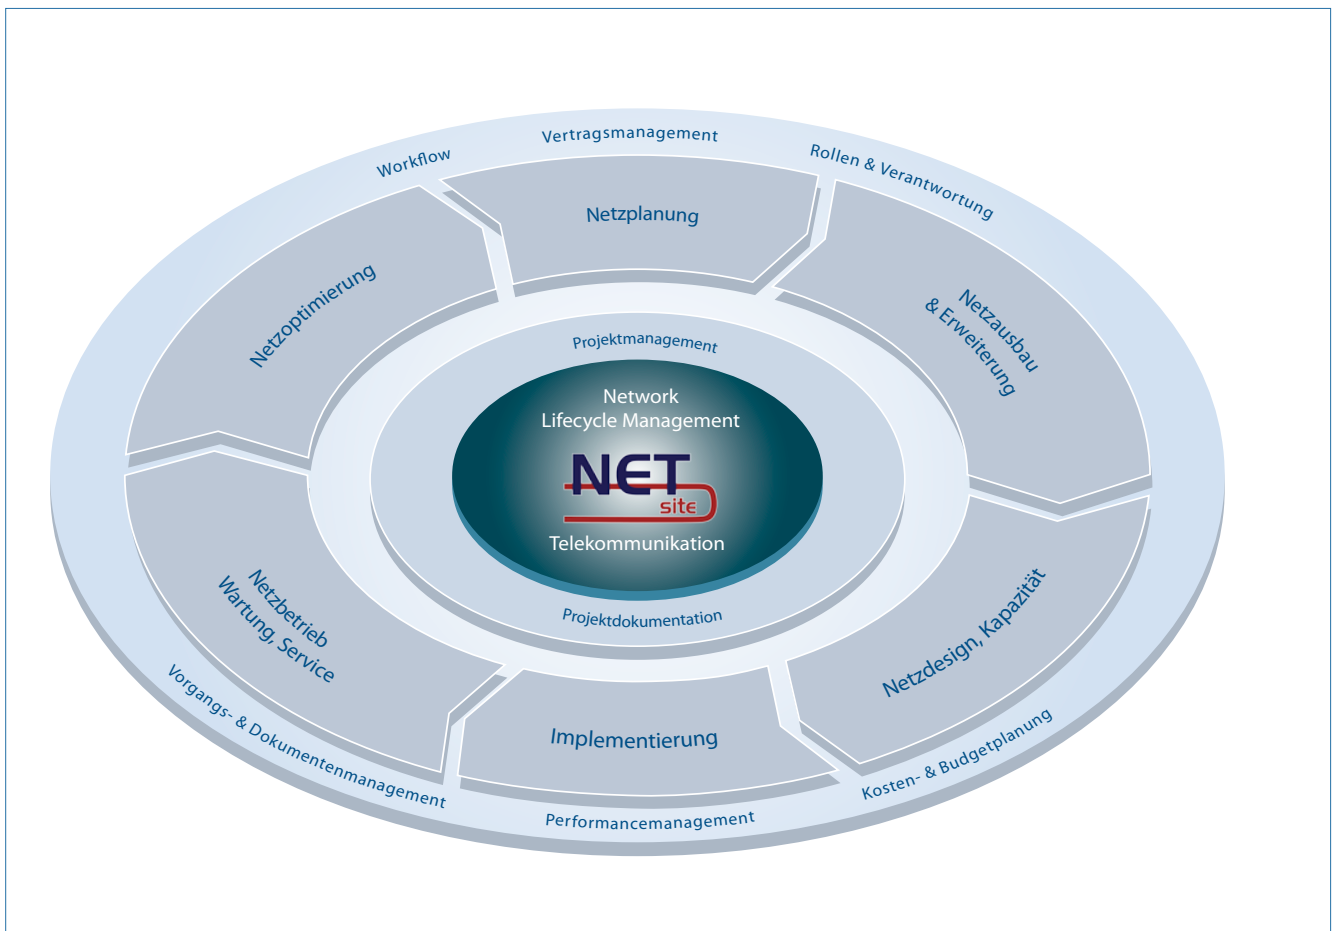 Vertragsmanagement
Workflow
Rollen & Verantwortung
Netzplanung
Netzoptimierung
Netzausbau
& Erweiterung
Projektmanagement
Network
Lifecycle Management
NET
site
Telekommunikation
Projektdokumentation
Netzbetrieb
Wartung, Service
Netzdesign, Kapazität
Implementierung
Vorgangs- & Dokumentenmanagement
Kosten- & Budgetplanung
Performancemanagement